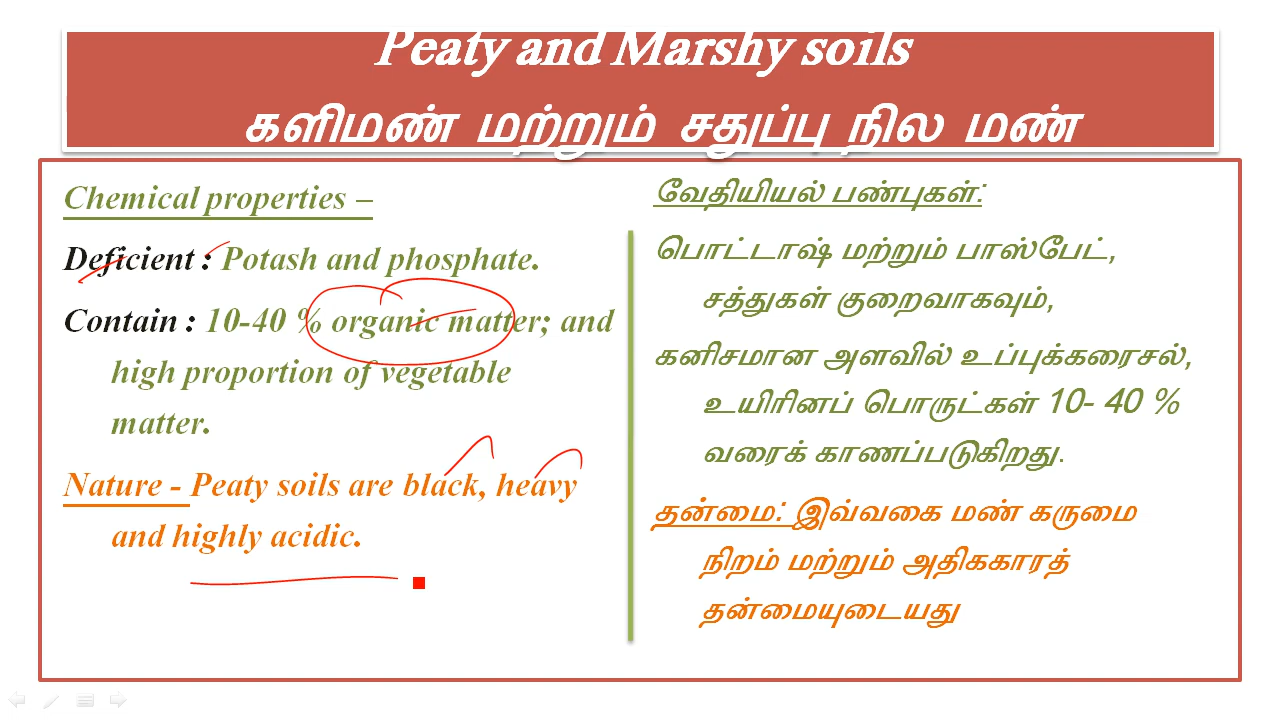 Peaty and Marshy soils
களிமண் மற்றும் சதுப்பு நில மண்
Chemical properties –
Deficient : Potash and phosphate.
Contain : 10-40 % organic matter; and
high proportion of vegetable
matter.
Nature - Peaty soils are black, heavy
and highly acidic.
வேதியியல் பண்புகள்:
பொட்டாஷ் மற்றும் பாஸ்பேட்,
சத்துகள் குறைவாகவும்,
கனிசமான அளவில் உப்புக்கரைசல்,
உயிரினப் பொருட்கள் 10- 40 %
வரைக் காணப்படுகிறது.
தன்மை: இவ்வகை மண் கருமை
நிறம் மற்றும் அதிககாரத்
தன்மையுடையது